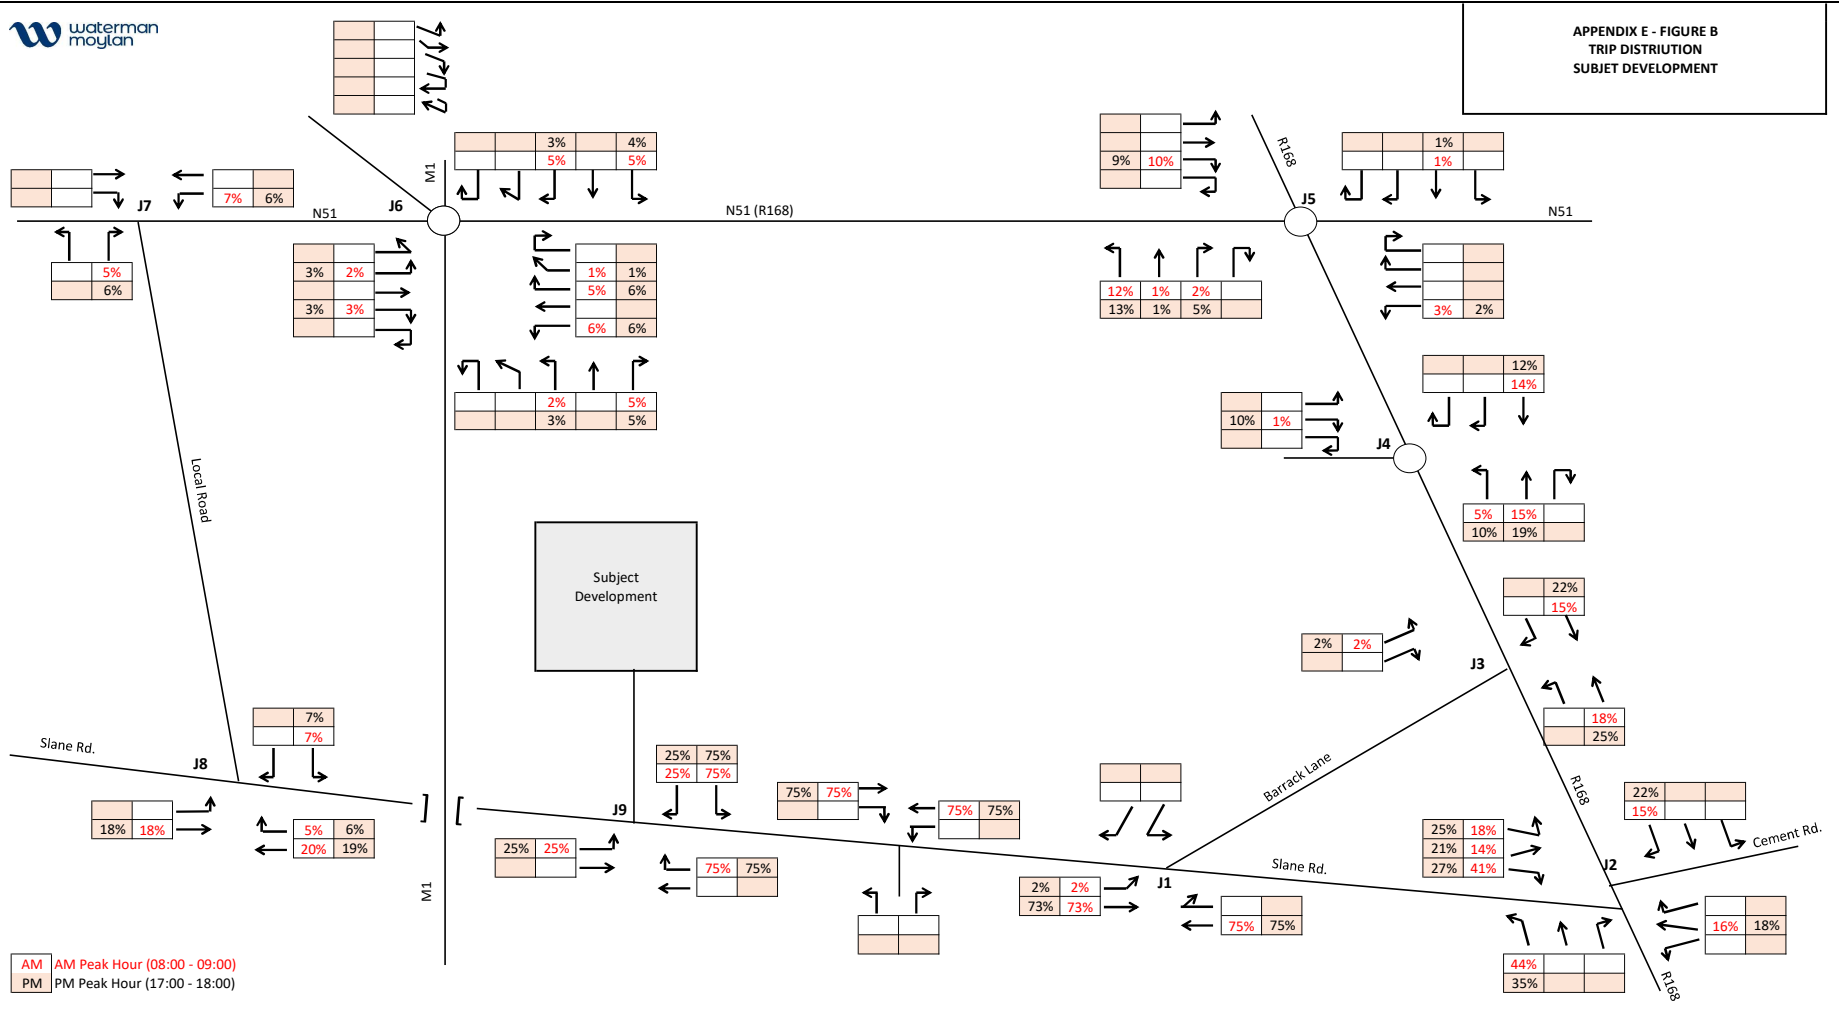 waterman
moylan
APPENDIX E - FIGURE B
TRIP DISTRIUTION
SUBJET DEVELOPMENT
M1
3% 4%
5% 5%
R168
9% 10%
1%
1%
7% 6%
J7
N51
J6
N51 (R168)
J5
N51
5%
6%
3% 2%
3% 3%
1% 1%
5% 6%
6% 6%
12% 1% 2%
13% 1% 5%
3% 2%
2% 5%
3% 5%
12%
14%
10% 1%
J4
Local Road
5% 15%
10% 19%
Subject
Development
22%
15%
2% 2%
J3
18%
25%
7%
7%
Slane Rd.
J8
18% 18%
5% 6%
20% 19%
] [
25% 75%
25% 75%
J9
25% 25%
75% 75%
75% 75%
75% 75%
Barrack Lane
R168
22%
15%
Cement Rd.
25% 18%
21% 14%
27% 41%
J2
Slane Rd.
J1
2% 2%
73% 73%
75% 75%
M1
16% 18%
44%
35%
R168
AM AM Peak Hour (08:00 - 09:00)
PM PM Peak Hour (17:00 - 18:00)